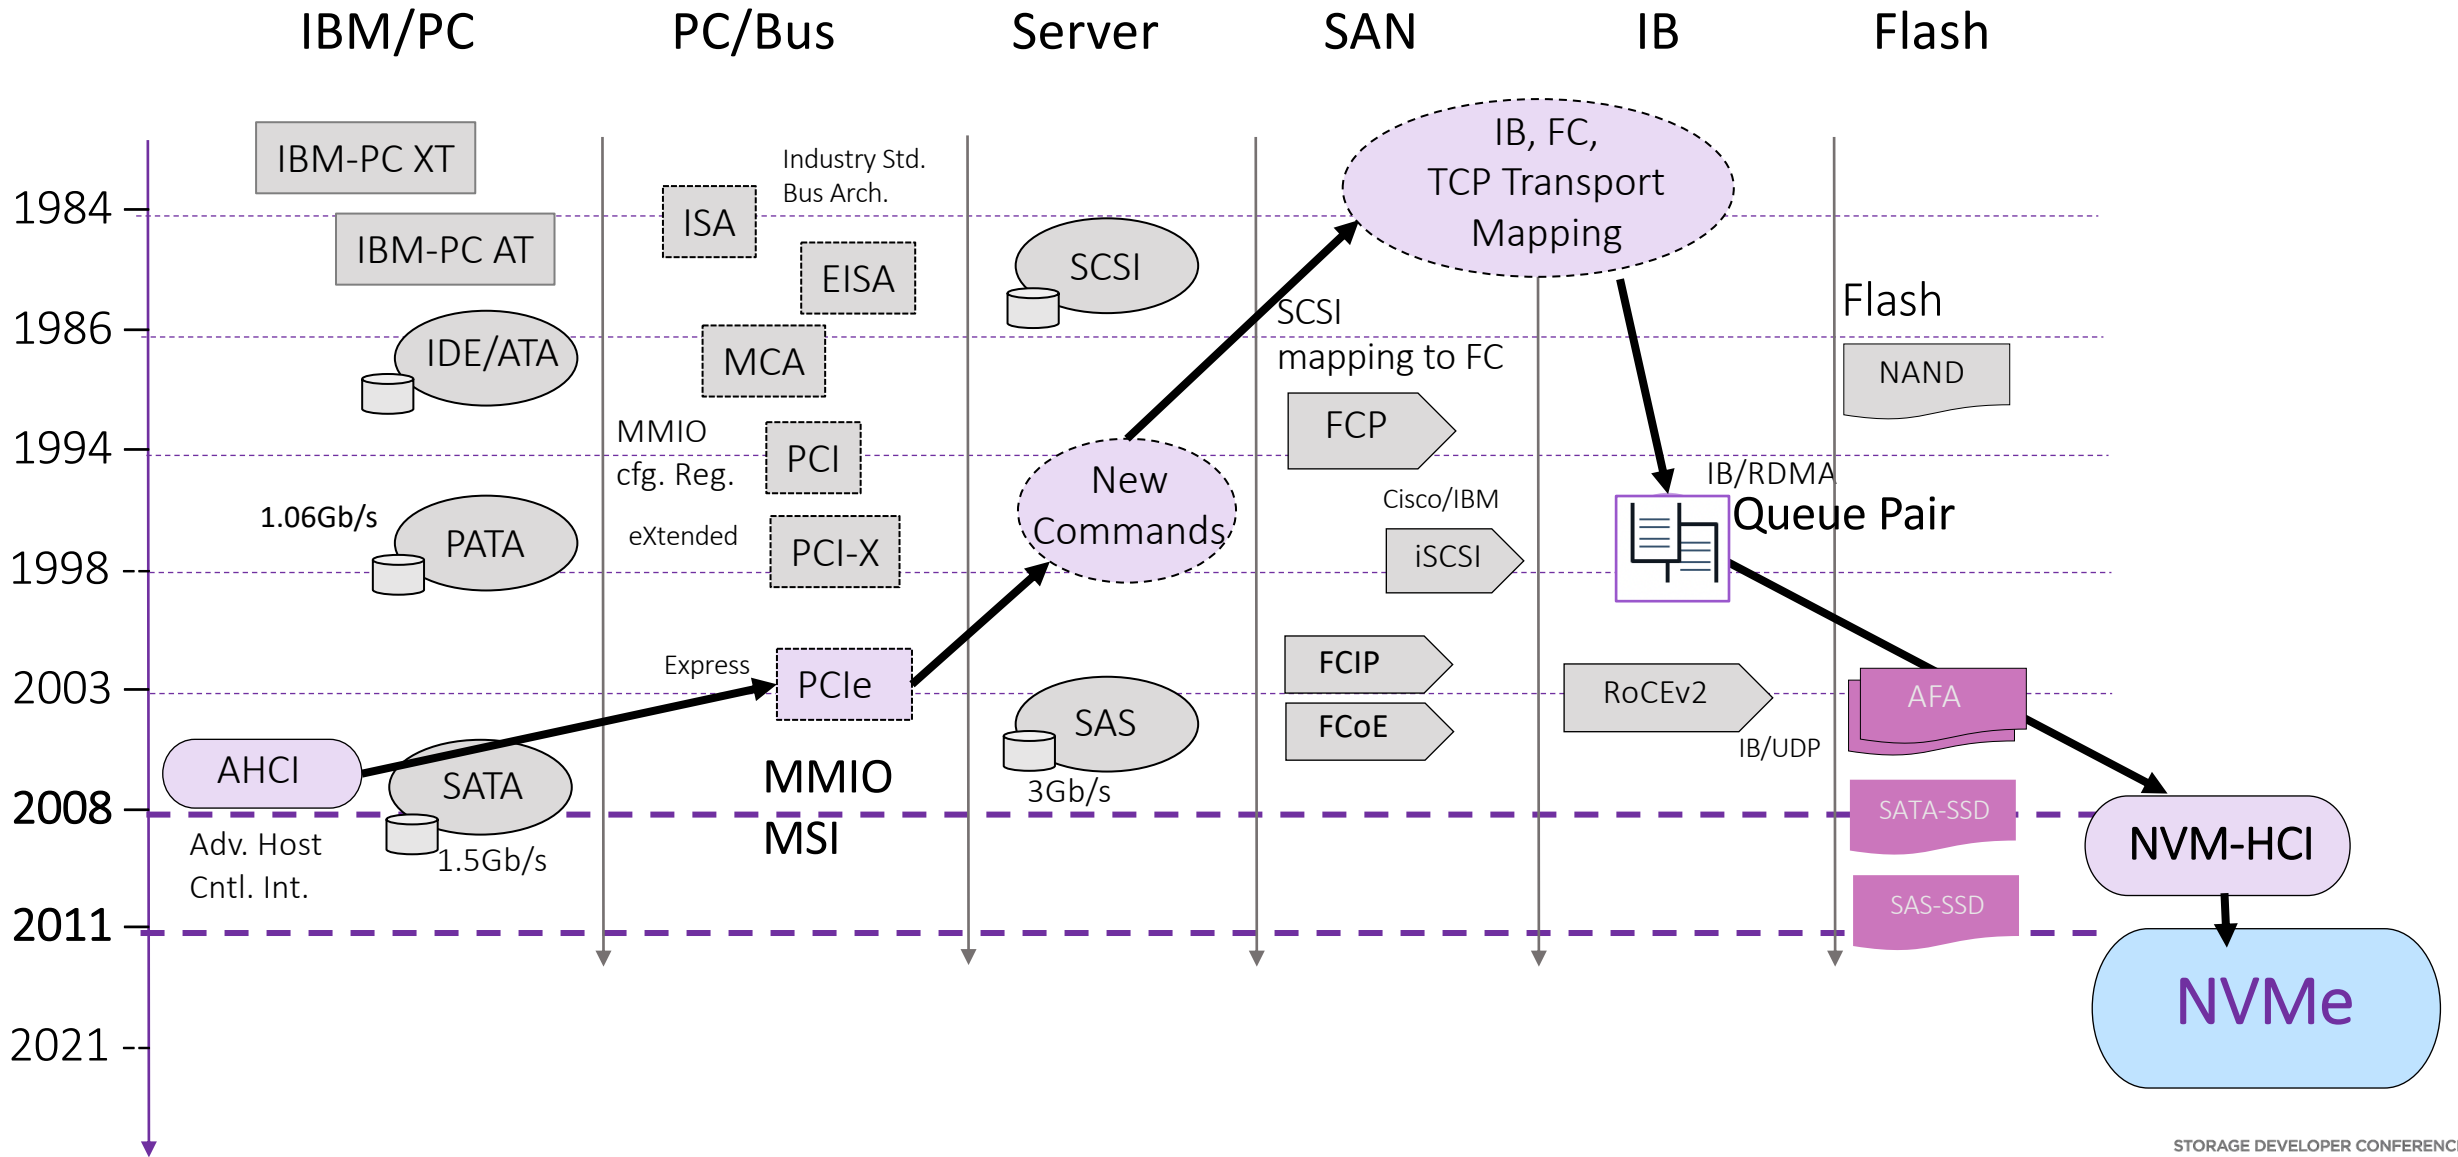 IBM/PC
PC/Bus
Server
SAN
IB
Flash
IBM-PC XT
Industry Std.
Bus Arch.
IB, FC,
TCP Transport
Mapping
1984
ISA
IBM-PC AT
EISA
SCSI
Flash
1986
SCSI
mapping to FC
IDE/ATA
MCA
NAND
FCP
1994
MMIO
cfg. Reg.
PCI
New
Commands
IB/RDMA
Queue Pair
1.06Gb/s
PATA
eXtended
PCI-X
Cisco/IBM
iSCSI
1998
Express
PCIe
FCIP
RoCEv2
AFA
2003
SAS
FCoE
IB/UDP
AHCI
SATA
MMIO
3Gb/s
2008
SATA-SSD
Adv. Host
Cntl. Int.
1.5Gb/s
MSI
NVM-HCI
SAS-SSD
2011
NVMe
2021
STORAGE DEVELOPER CONFERENC